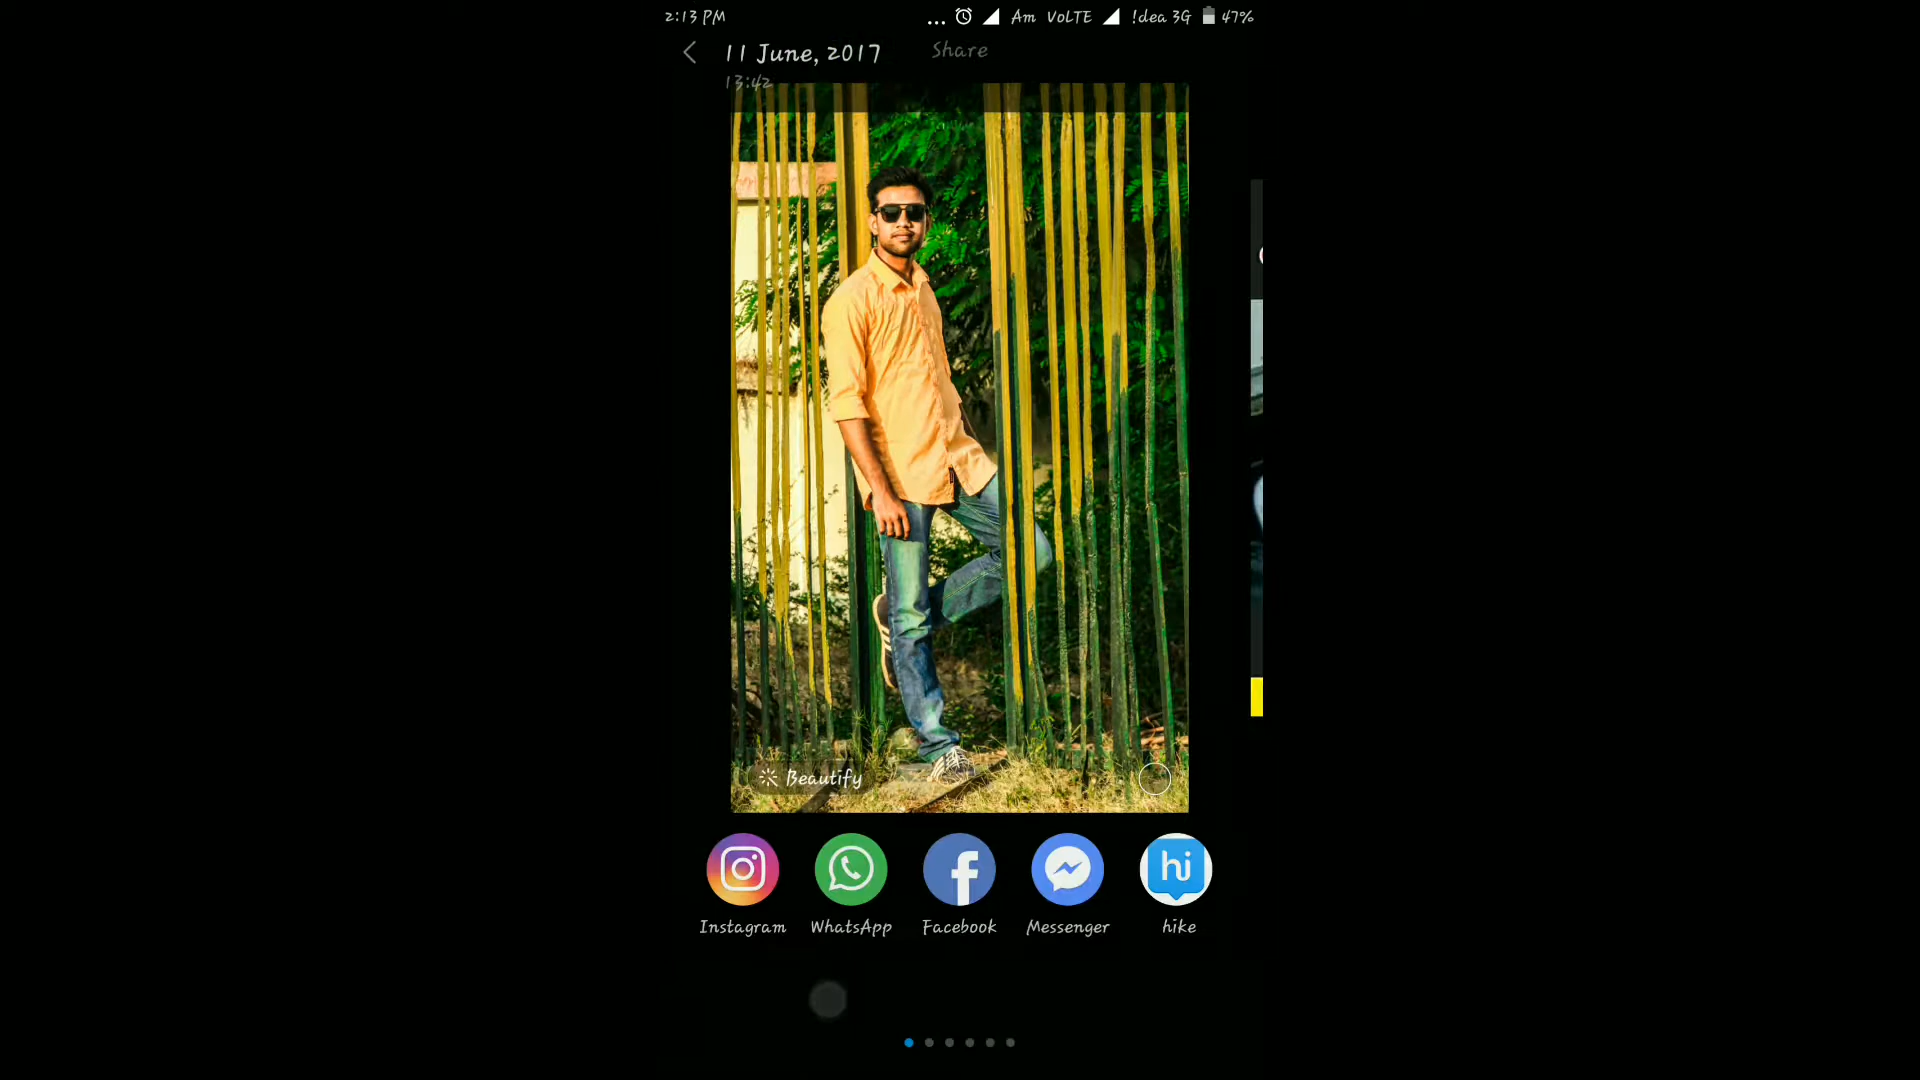 2:13 PM ... Am VoLTE !dea 3G 47%
11 June, 2017 Share
13:42
Beautify
hi
Instagram WhatsApp Facebook Messenger hike